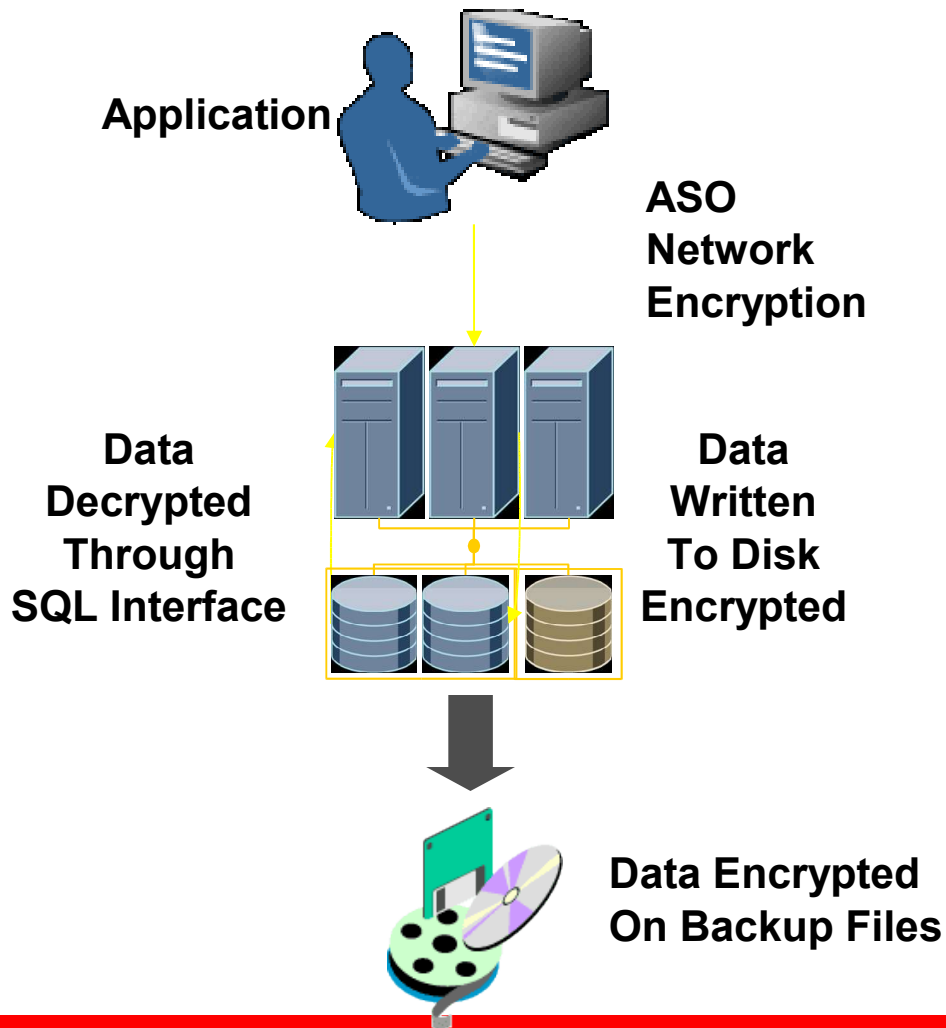 Application
ASO
Network
Encryption
Data
Decrypted
Through
SQL Interface
Data
Written
To Disk
Encrypted
Data Encrypted
On Backup Files